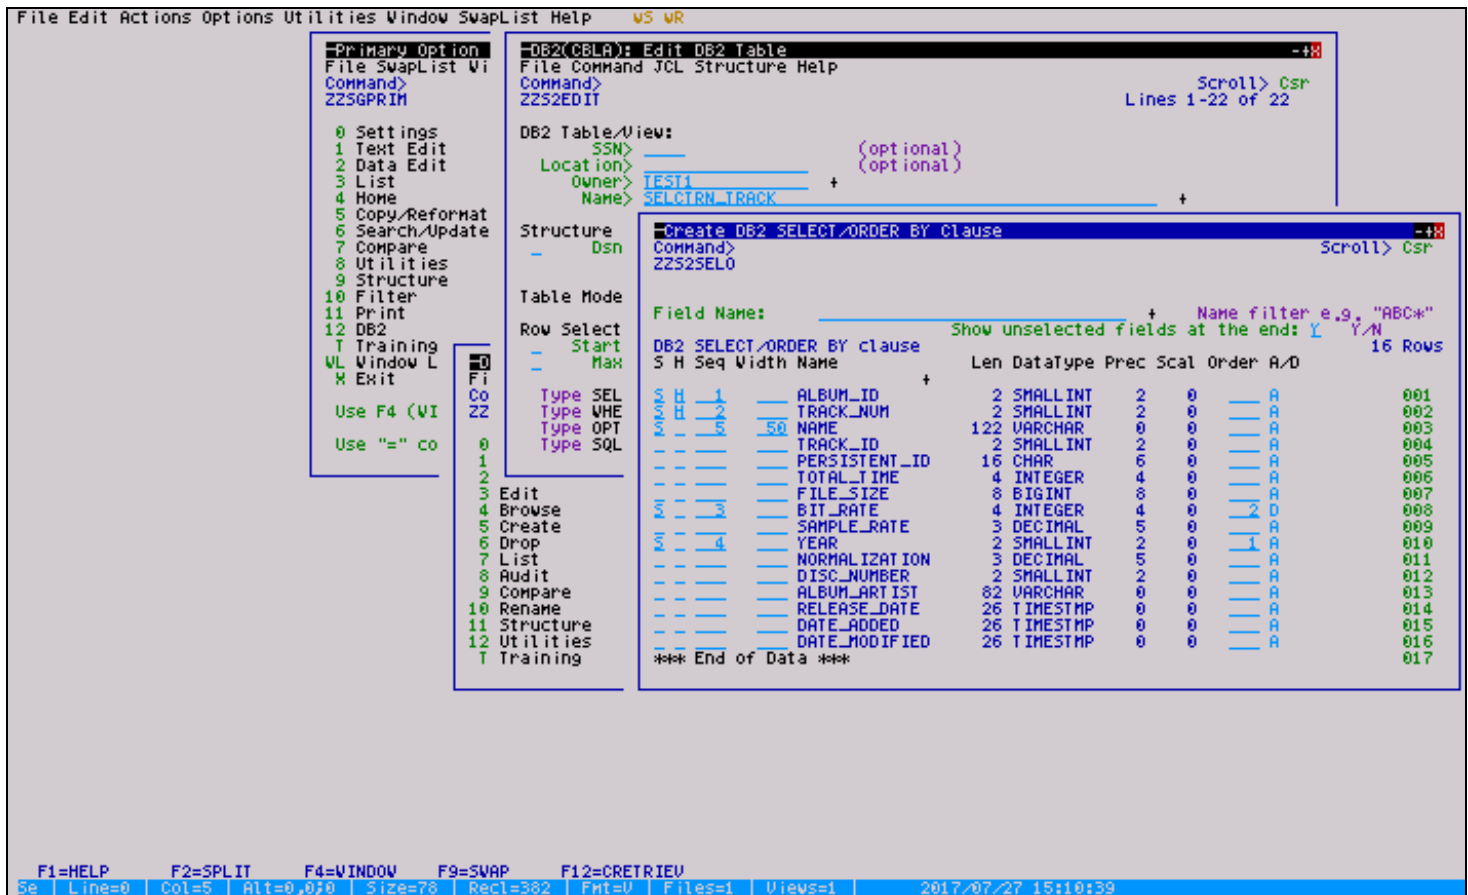 File Edit Actions Options Utilities Window SwapList Help wS wR
Primary Option
File SwapList Wi
Command>
ZZSGPRIM
0 Settings
1 Text Edit
2 Data Edit
3 List
4 Home
5 Copy/Reformat
6 Search/Update
7 Compare
8 Utilities
9 Structure
10 Filter
11 Print
12 DB2
T Training
WL Window L
X Exit
Use F4 (WI
Use "=" co
DB2(CBLA): Edit DB2 Table -+X
File Command JCL Structure Help
Command> Scroll> Csr
ZZS2EDIT Lines 1-22 of 22
DB2 Table/View:
SSN> (optional)
Location> (optional)
Owner> TEST1 +
Name> SELCTRN_TRACK +
Structure
Dsn
Table Mode
Row Select
Start
Max
Type SEL
Type WHE
Type OPT
Type SQL
D
Fi
Co
ZZ
0
1
2
3 Edit
4 Browse
5 Create
6 Drop
7 List
8 Audit
9 Compare
10 Rename
11 Structure
12 Utilities
T Training
Create DB2 SELECT/ORDER BY Clause -+X
Command> Scroll> Csr
ZZS2SELO
Field Name: + Name filter e.g. "ABC*"
Show unselected fields at the end: Y Y/N
DB2 SELECT/ORDER BY clause 16 Rows
S H Seq Width Name Len DataType Prec Scal Order A/D
+
S H 1 ALBUM_ID 2 SMALLINT 2 0 A 001
S H 2 TRACK_NUM 2 SMALLINT 2 0 A 002
S _ 5 50 NAME 122 VARCHAR 0 0 A 003
_ _ TRACK_ID 2 SMALLINT 2 0 A 004
_ _ PERSISTENT_ID 16 CHAR 6 0 A 005
_ _ TOTAL_TIME 4 INTEGER 4 0 A 006
_ _ FILE_SIZE 8 BIGINT 8 0 A 007
S _ 3 BIT_RATE 4 INTEGER 4 0 2 D 008
_ _ SAMPLE_RATE 3 DECIMAL 5 0 A 009
S _ 4 YEAR 2 SMALLINT 2 0 1 A 010
_ _ NORMALIZATION 3 DECIMAL 5 0 A 011
_ _ DISC_NUMBER 2 SMALLINT 2 0 A 012
_ _ ALBUM_ARTIST 82 VARCHAR 0 0 A 013
_ _ RELEASE_DATE 26 TIMESTMP 0 0 A 014
_ _ DATE_ADDED 26 TIMESTMP 0 0 A 015
_ _ DATE_MODIFIED 26 TIMESTMP 0 0 A 016
*** End of Data *** 017
F1=HELP F2=SPLIT F4=WINDOW F9=SWAP F12=CRETRIEV
Se | Line=0 | Col=5 | Alt=0,0;0 | Size=78 | Recl=382 | Fmt=V | Files=1 | Views=1 | 2017/07/27 15:10:39